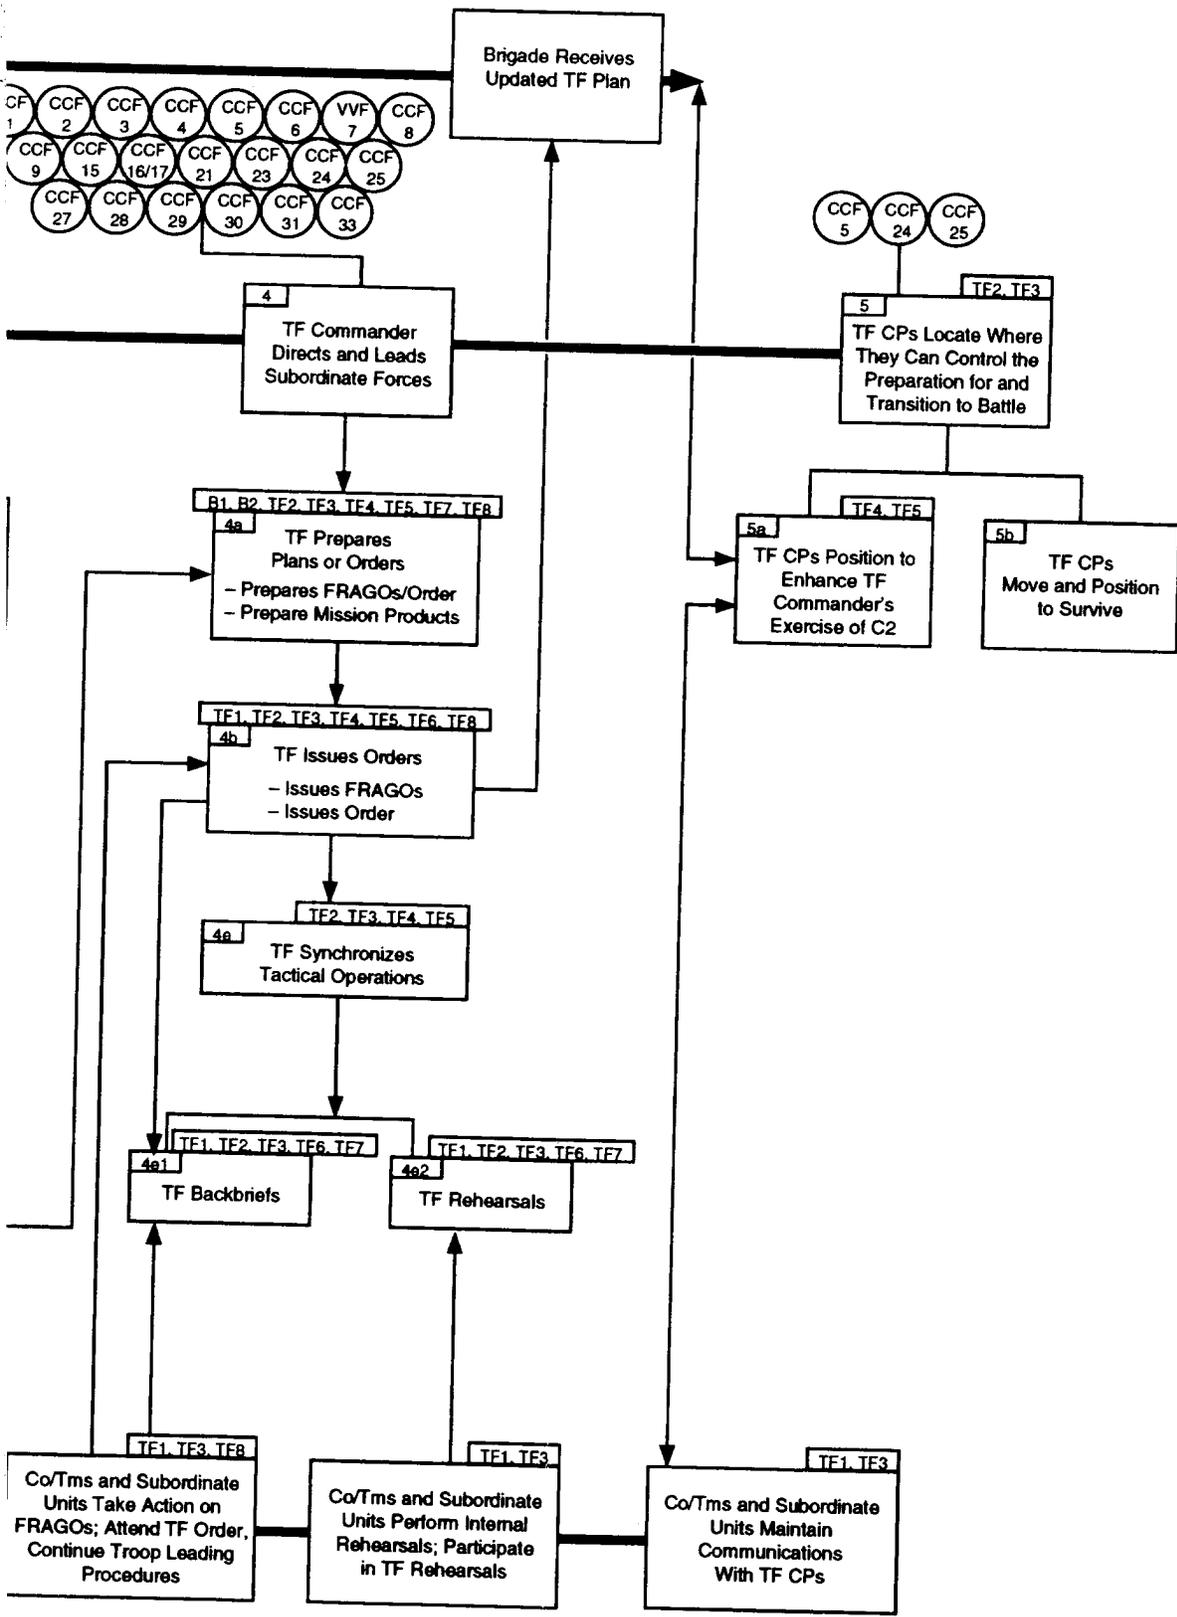 Brigade Receives
Updated TF Plan
CF
1
CCF
2
CCF
3
CCF
4
CCF
5
CCF
6
VVF
7
CCF
8
CCF
9
CCF
15
CCF
16/17
CCF
21
CCF
23
CCF
24
CCF
25
CCF
27
CCF
28
CCF
29
CCF
30
CCF
31
CCF
33
CCF
5
CCF
24
CCF
25
4
TF Commander
Directs and Leads
Subordinate Forces
TF2, TF3
5
TF CPs Locate Where
They Can Control the
Preparation for and
Transition to Battle
B1, B2, TF2, TF3, TF4, TF5, TF7, TF8
4a
TF Prepares
Plans or Orders
– Prepares FRAGOs/Order
– Prepare Mission Products
TF4, TF5
5a
TF CPs Position to
Enhance TF
Commander's
Exercise of C2
5b
TF CPs
Move and Position
to Survive
TF1, TF2, TF3, TF4, TF5, TF6, TF8
4b
TF Issues Orders
– Issues FRAGOs
– Issues Order
TF2, TF3, TF4, TF5
4e
TF Synchronizes
Tactical Operations
TF1, TF2, TF3, TF6, TF7
4e1
TF Backbriefs
TF1, TF2, TF3, TF6, TF7
4e2
TF Rehearsals
TF1, TF3, TF8
Co/Tms and Subordinate
Units Take Action on
FRAGOs; Attend TF Order,
Continue Troop Leading
Procedures
TF1, TF3
Co/Tms and Subordinate
Units Perform Internal
Rehearsals; Participate
in TF Rehearsals
TF1, TF3
Co/Tms and Subordinate
Units Maintain
Communications
With TF CPs